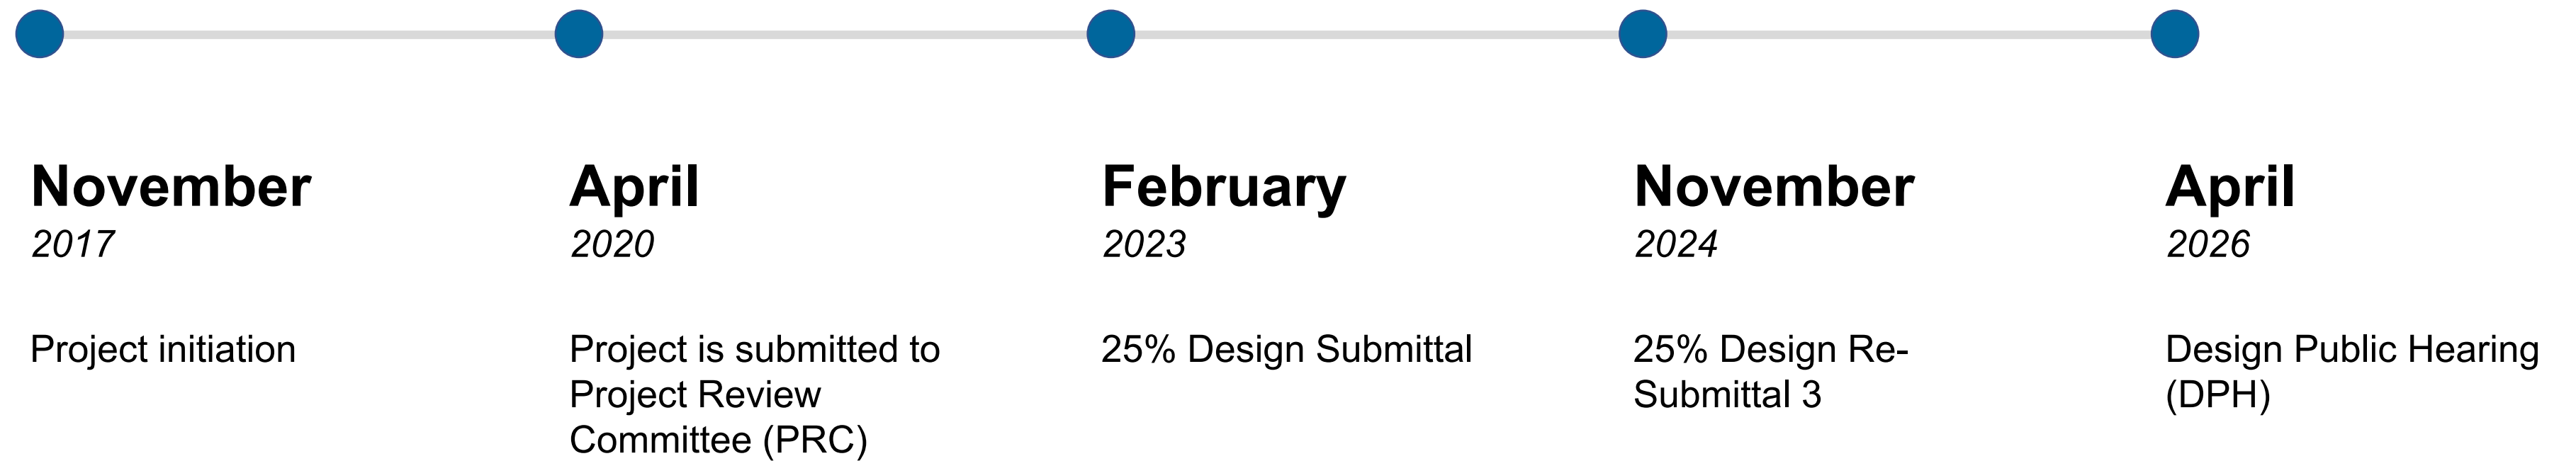 November
2017
Project initiation
April
2020
Project is submitted to
Project Review
Committee (PRC)
February
2023
25% Design Submittal
November
2024
25% Design Re-
Submittal 3
April
2026
Design Public Hearing
(DPH)